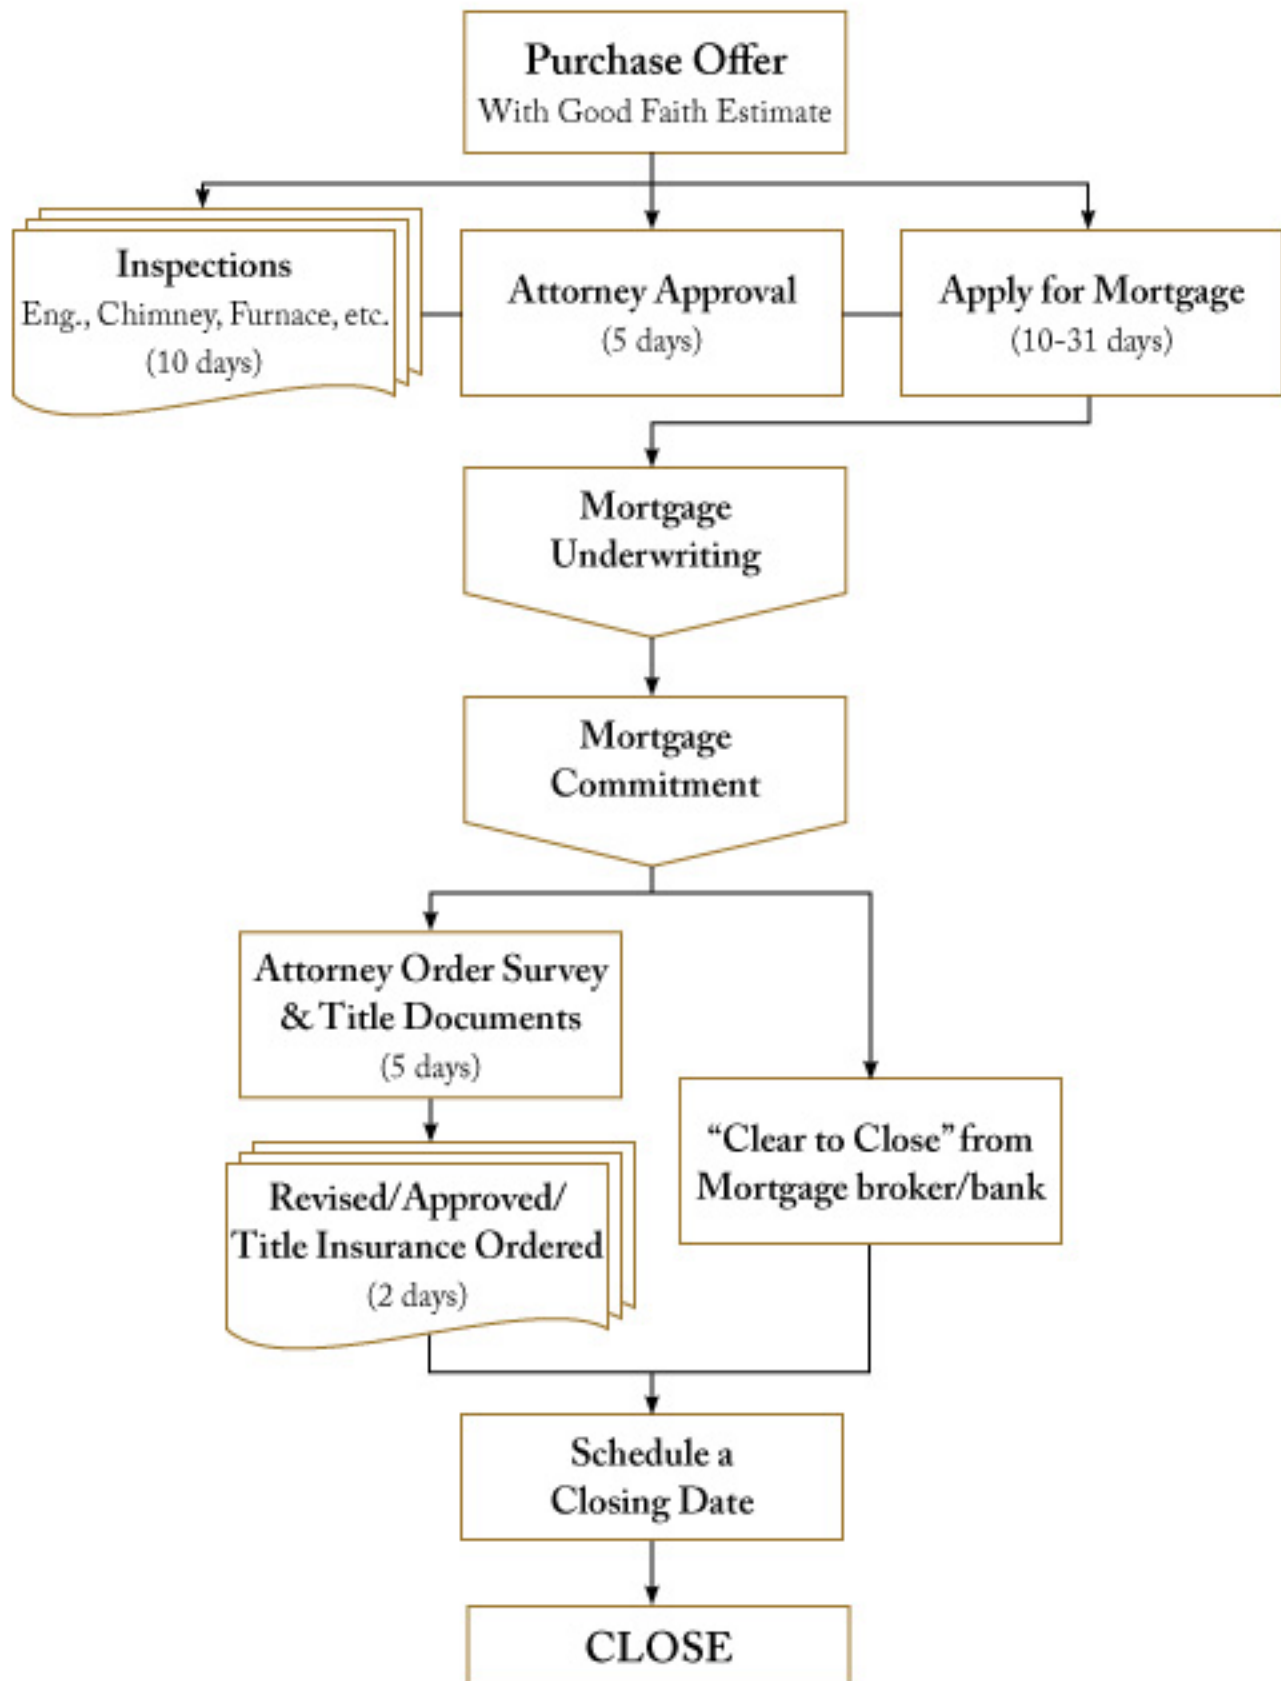 Purchase Offer
With Good Faith Estimate
Inspections
Eng., Chimney, Furnace, etc.
(10 days)
Attorney Approval
(5 days)
Apply for Mortgage
(10-31 days)
Mortgage
Underwriting
Mortgage
Commitment
Attorney Order Survey
& Title Documents
(5 days)
Revised/Approved/
Title Insurance Ordered
(2 days)
“Clear to Close” from
Mortgage broker/bank
Schedule a
Closing Date
CLOSE